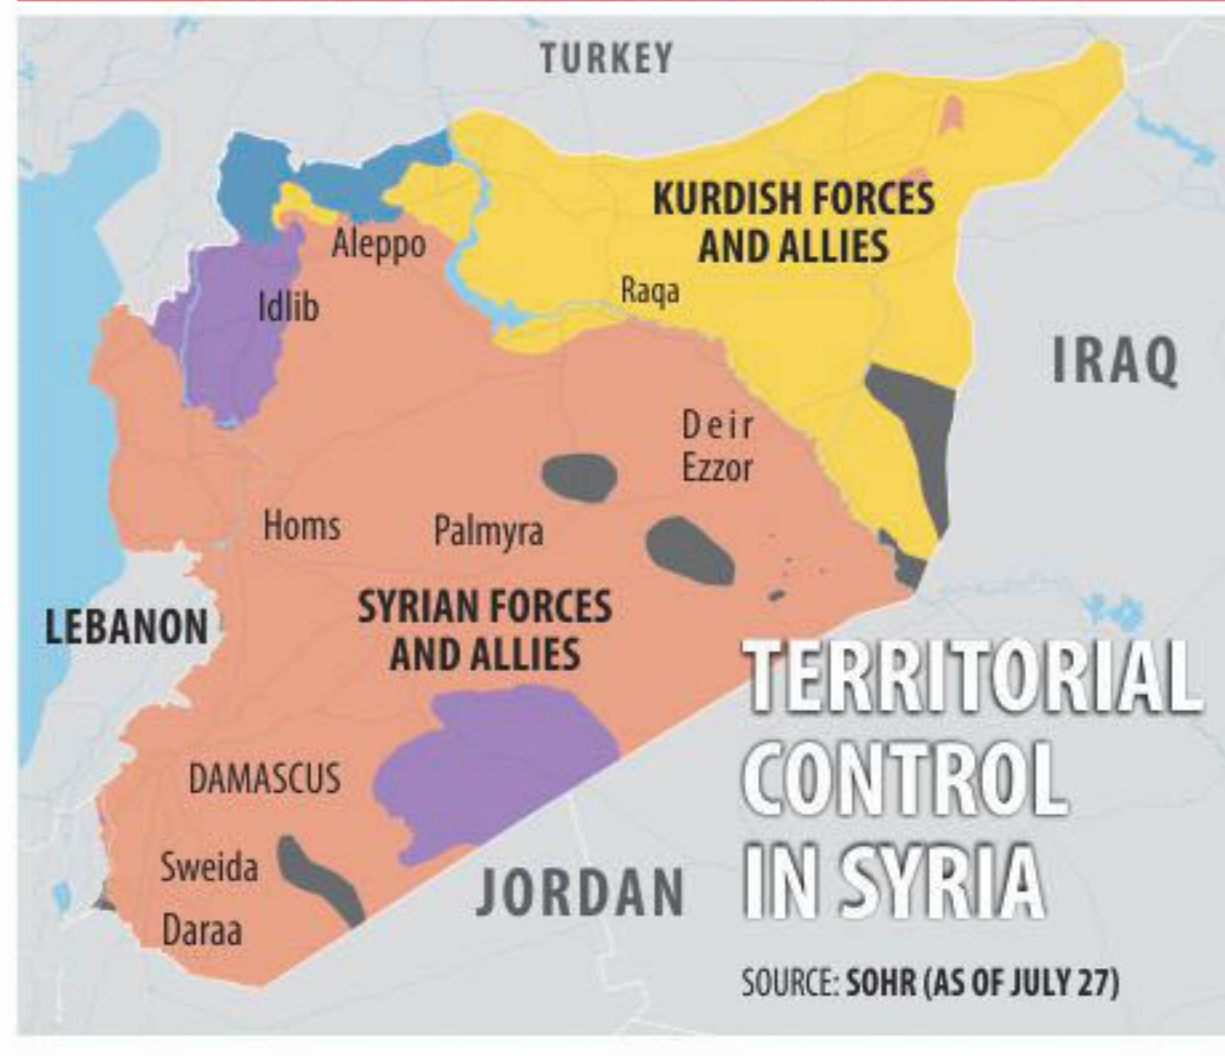 TURKEY
KURDISH FORCES
AND ALLIES
Aleppo
Raqa
Idlib
IRAQ
Deir
Ezzor
Homs
Palmyra
SYRIAN FORCES
AND ALLIES
LEBANON
TERRITORIAL
CONTROL
IN SYRIA
DAMASCUS
Sweida
JORDAN
Daraa
SOURCE: SOHR (AS OF JULY 27)